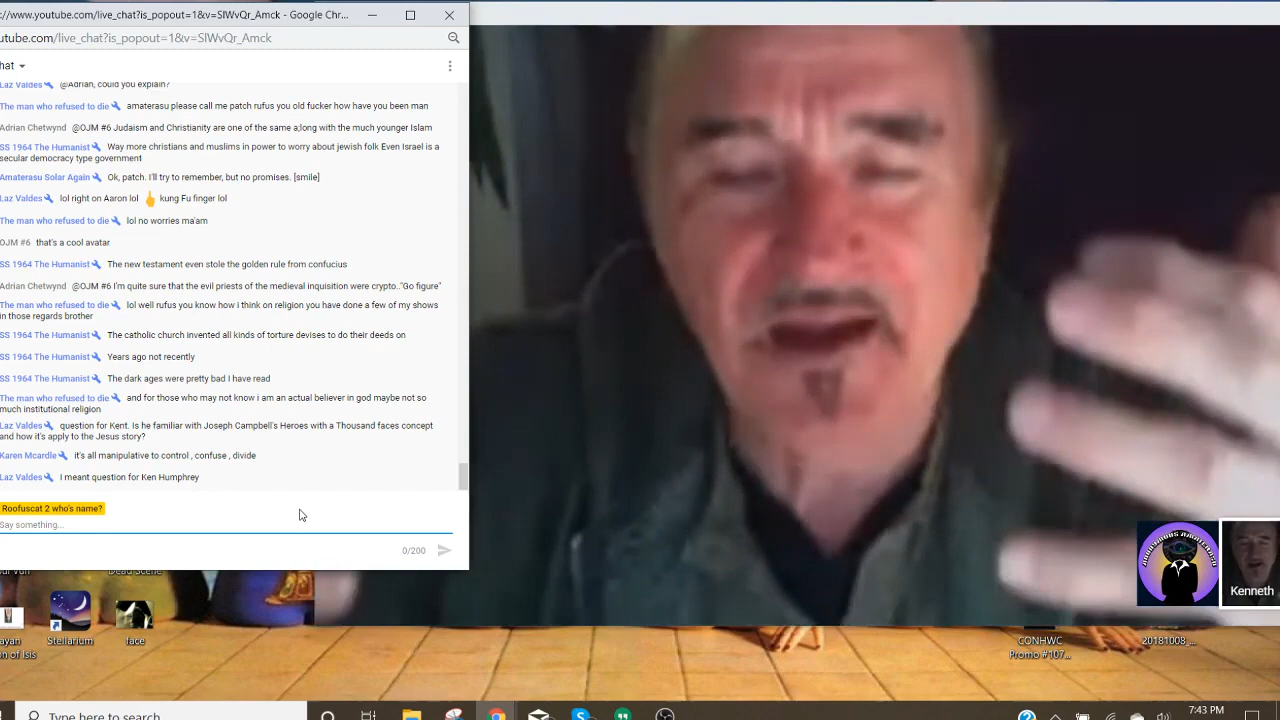 ://www.youtube.com/live_chat?is_popout=1&v=SlWvQr_Amck - Google Chr...
utube.com/live_chat?is_popout=1&v=SlWvQr_Amck
hat
Laz Valdes @Adrian, could you explain?
The man who refused to die amaterasu please call me patch rufus you old fucker how have you been man
Adrian Chetwynd @OJM #6 Judaism and Christianity are one of the same a;long with the much younger Islam
SS 1964 The Humanist Way more christians and muslims in power to worry about jewish folk Even Israel is a
secular democracy type government
Amaterasu Solar Again Ok, patch. I'll try to remember, but no promises. [smile]
Laz Valdes lol right on Aaron lol 👆 kung Fu finger lol
The man who refused to die lol no worries ma'am
OJM #6 that's a cool avatar
SS 1964 The Humanist The new testament even stole the golden rule from confucius
Adrian Chetwynd @OJM #6 I'm quite sure that the evil priests of the medieval inquisition were crypto.."Go figure"
The man who refused to die lol well rufus you know how i think on religion you have done a few of my shows
in those regards brother
SS 1964 The Humanist The catholic church invented all kinds of torture devises to do their deeds on
SS 1964 The Humanist Years ago not recently
SS 1964 The Humanist The dark ages were pretty bad I have read
The man who refused to die and for those who may not know i am an actual believer in god maybe not so
much institutional religion
Laz Valdes question for Kent. Is he familiar with Joseph Campbell's Heroes with a Thousand faces concept
and how it's apply to the Jesus story?
Karen Mcardle it's all manipulative to control , confuse , divide
Laz Valdes I meant question for Ken Humphrey
Roofuscat 2 who's name?
Say something...
0/200
Kenneth
Dead Scene
ayan
on of Isis
Stellarium
face
CONHWC
Promo #107...
20181008_...
Type here to search
7:43 PM